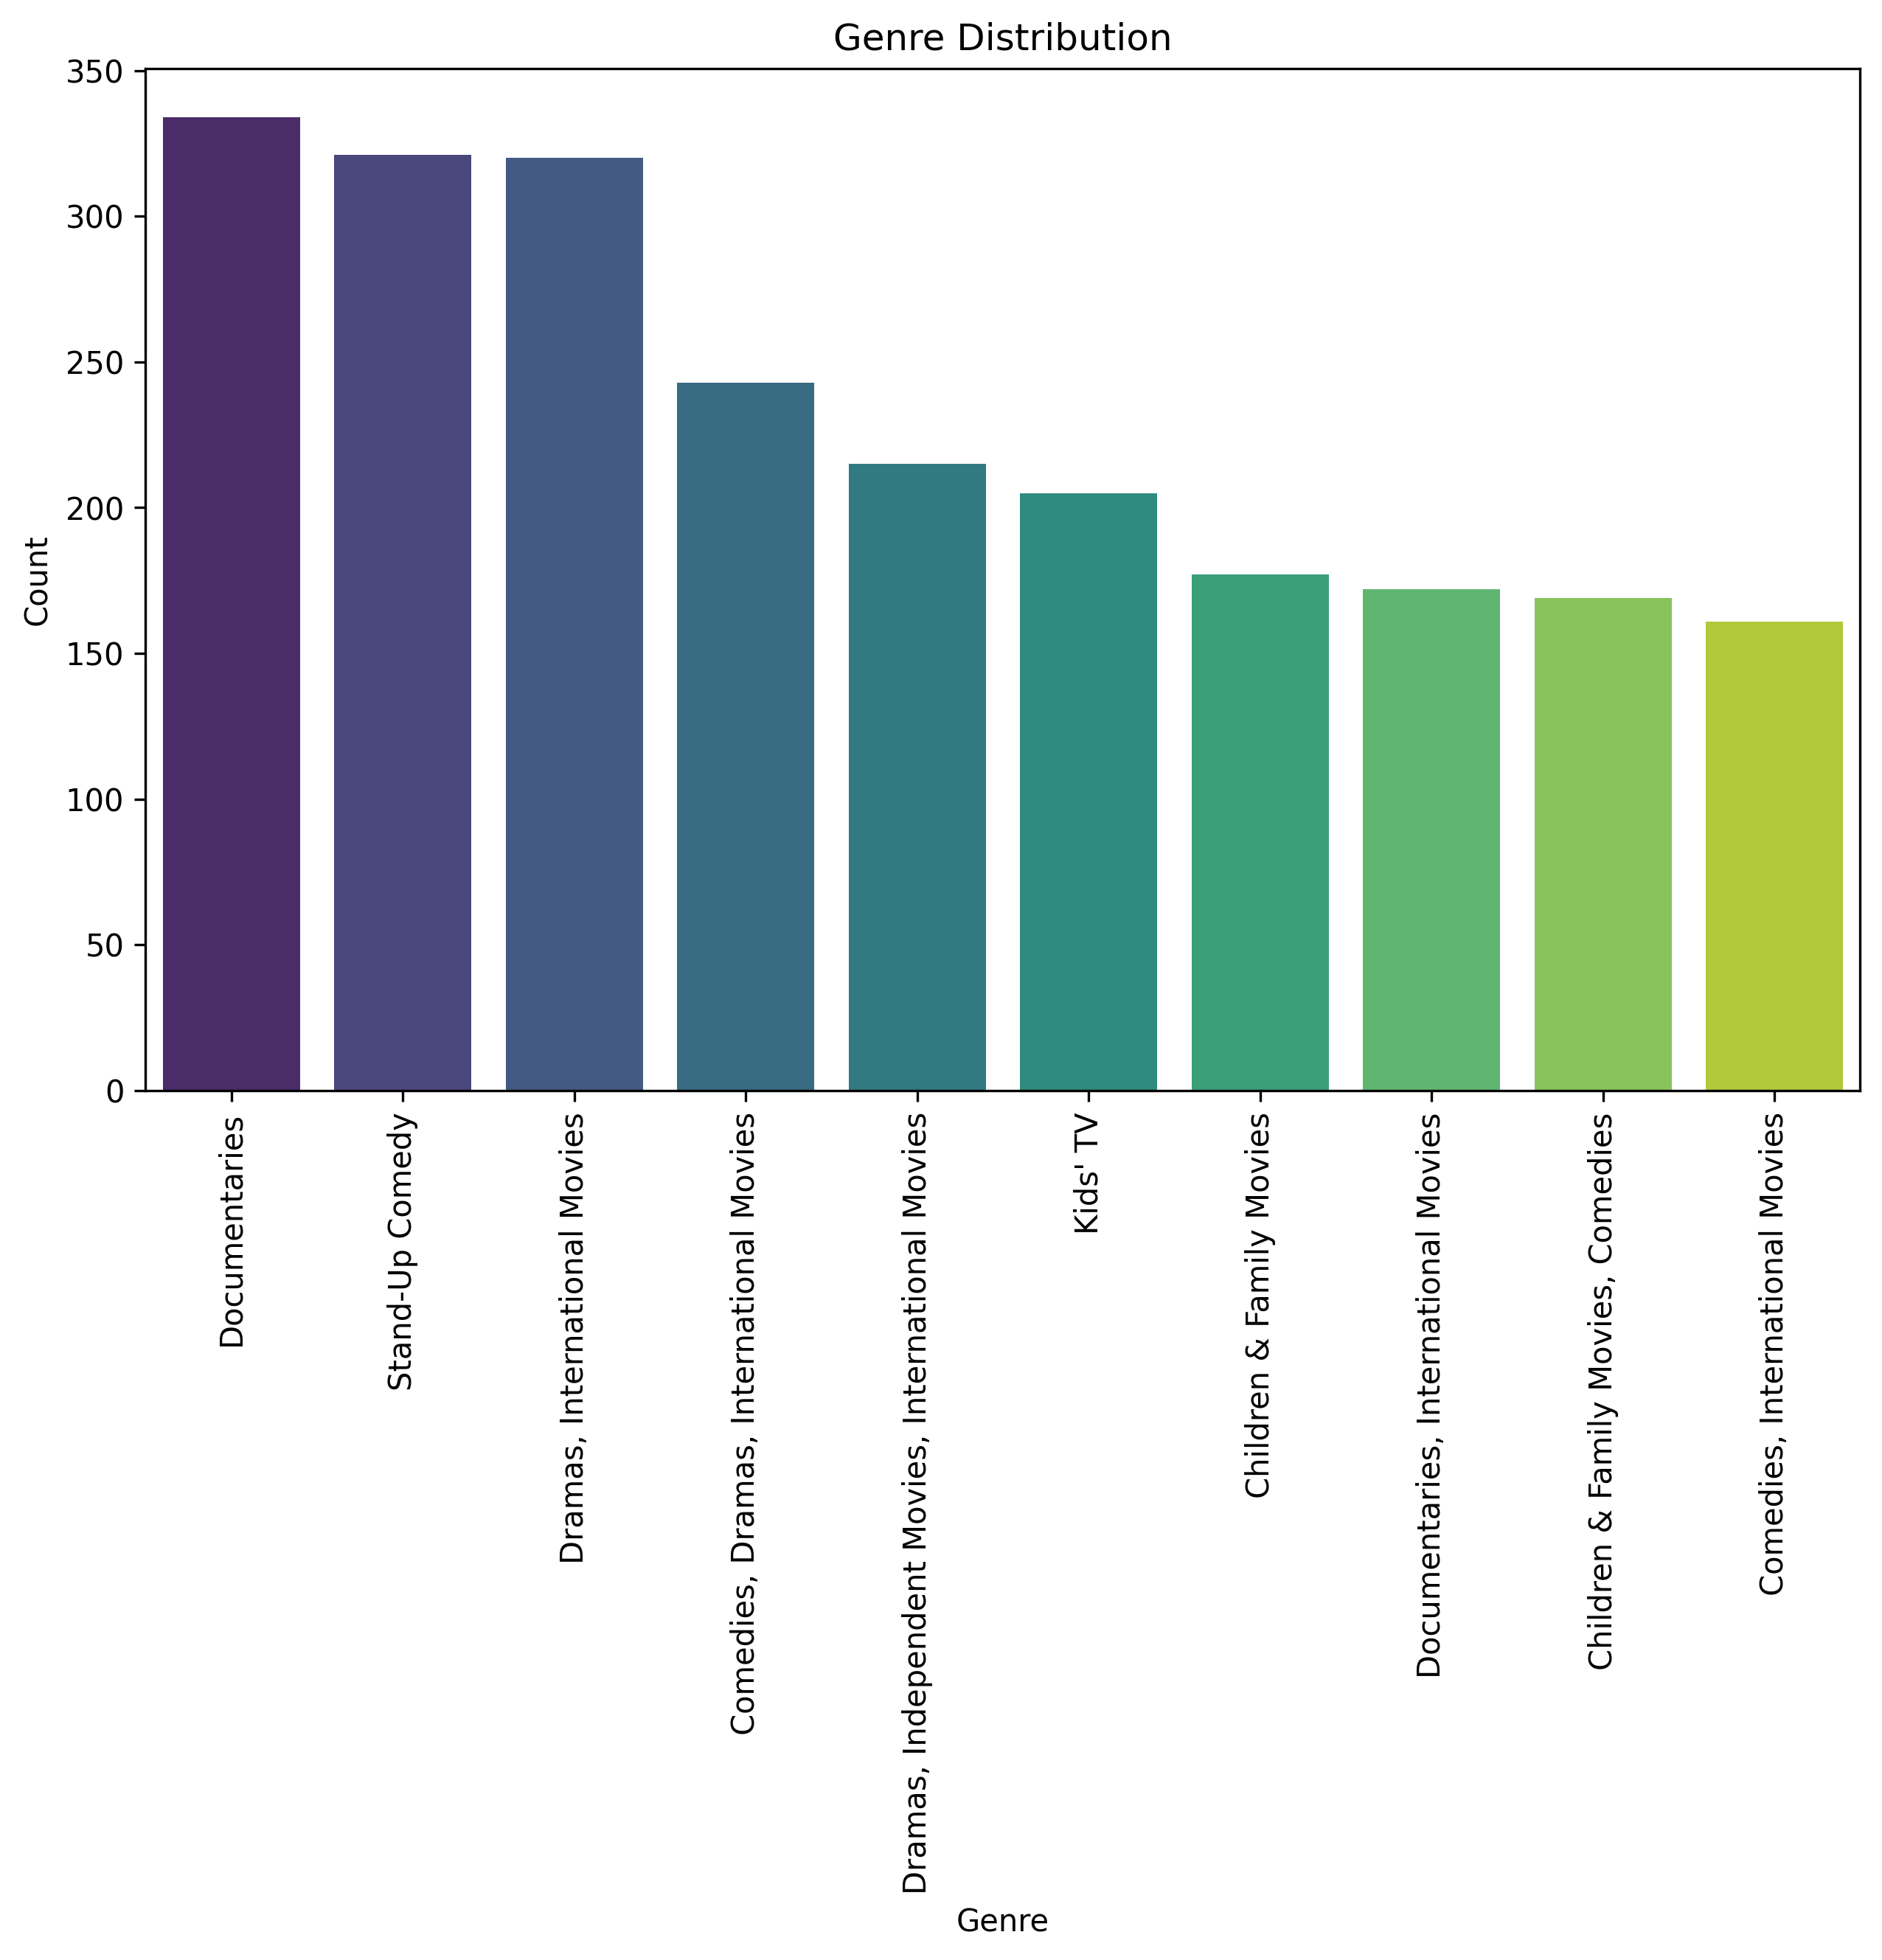 Genre Distribution
350
300
250
200
150
100
50
0
Count
Documentaries
Stand-Up Comedy
Dramas, International Movies
Comedies, Dramas, International Movies
Dramas, Independent Movies, International Movies
Kids' TV
Children & Family Movies
Documentaries, International Movies
Children & Family Movies, Comedies
Comedies, International Movies
Genre